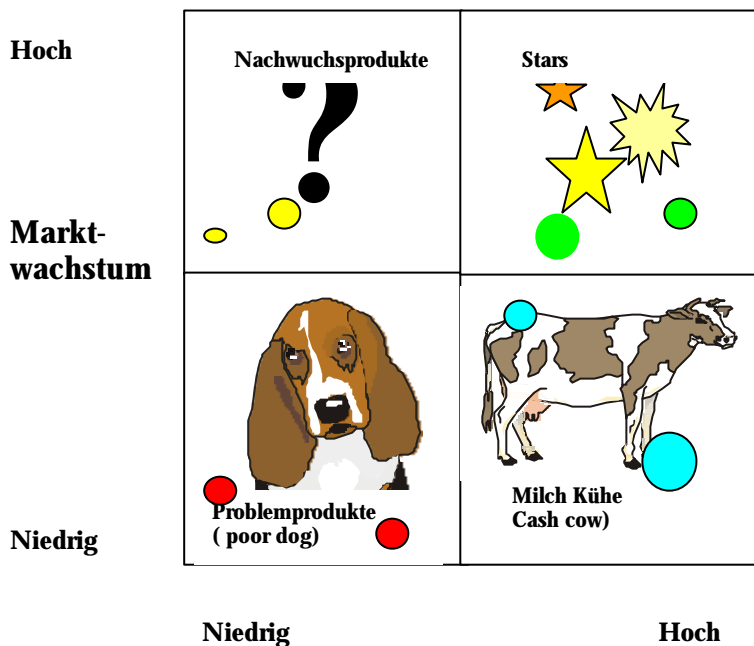 Hoch
Nachwuchsprodukte
Stars
?
Markt-
wachstum
Problemprodukte
( poor dog)
Milch Kühe
Cash cow)
Niedrig
Niedrig
Hoch